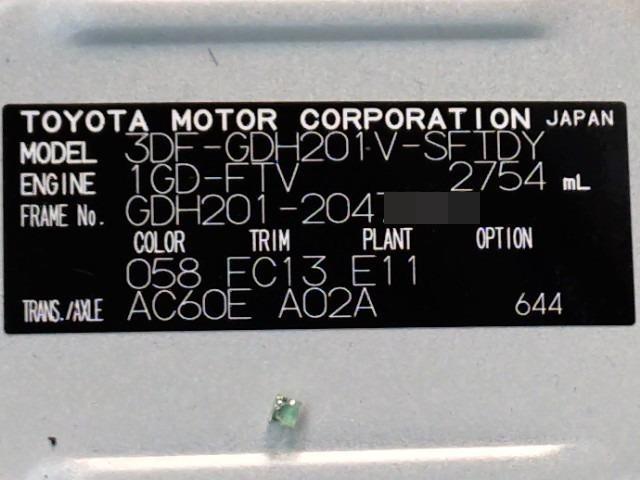 TOYOTA MOTOR CORPORATION JAPAN
MODEL 3DF-GDH201V-SFTDY
ENGINE 1GD-FTV 2754 mL
FRAME No. GDH201-2047
COLOR TRIM PLANT OPTION
058 FC13 E11
TRANS./AXLE AC60E A02A 644